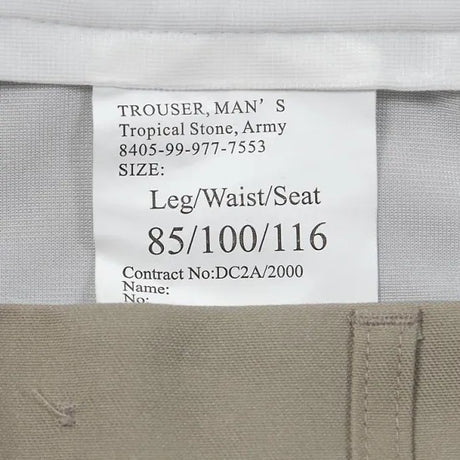 TROUSER, MAN'S
Tropical Stone, Army
8405-99-977-7553
SIZE:
Leg/Waist/Seat
85/100/116
Contract No:DC2A/2000
Name:
No: